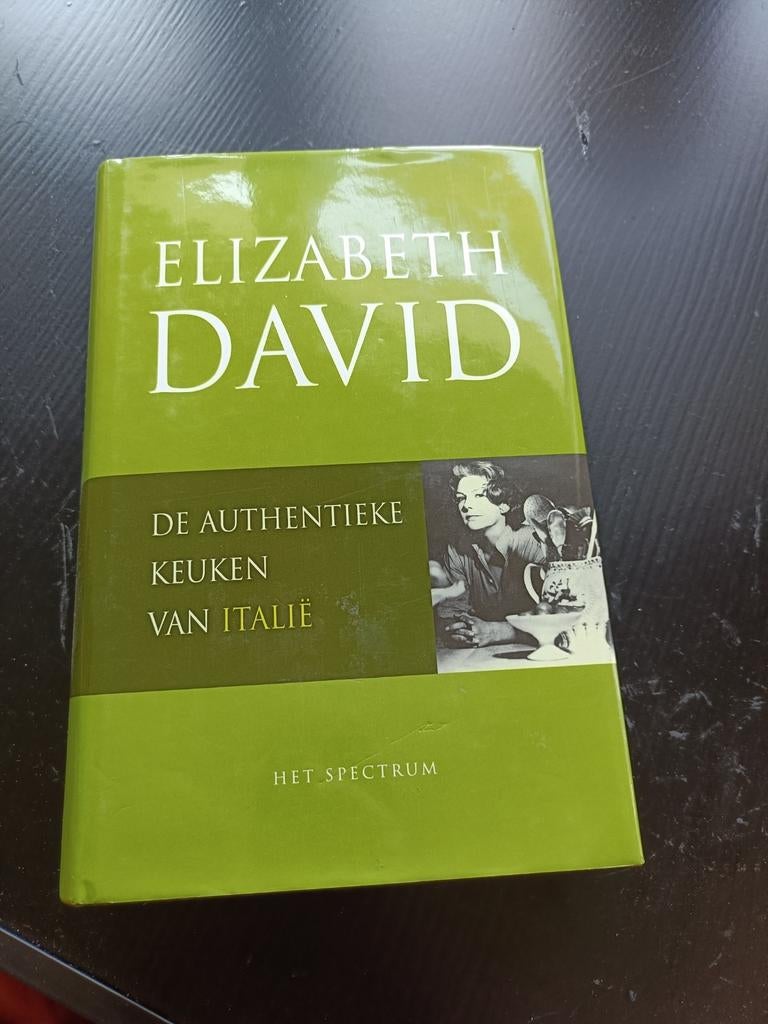 ELIZABETH
DAVID
DE AUTHENTIEKE
KEUKEN
VAN ITALIË
HET SPECTRUM